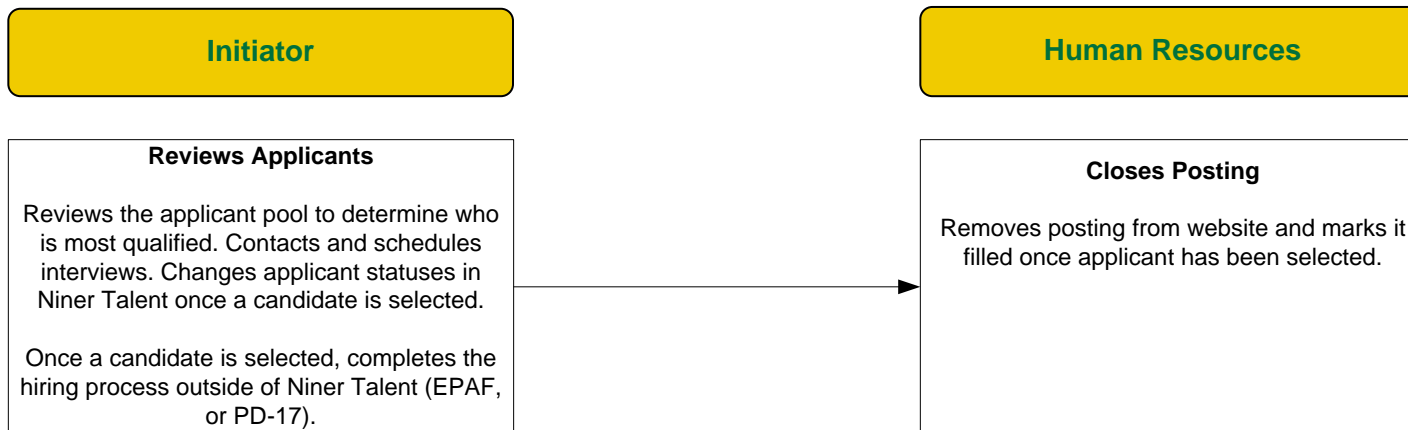 Initiator
Human Resources
Reviews Applicants
Reviews the applicant pool to determine who
is most qualified. Contacts and schedules
interviews. Changes applicant statuses in
Niner Talent once a candidate is selected.
Once a candidate is selected, completes the
hiring process outside of Niner Talent (EPAF,
or PD-17).
Closes Posting
Removes posting from website and marks it
filled once applicant has been selected.